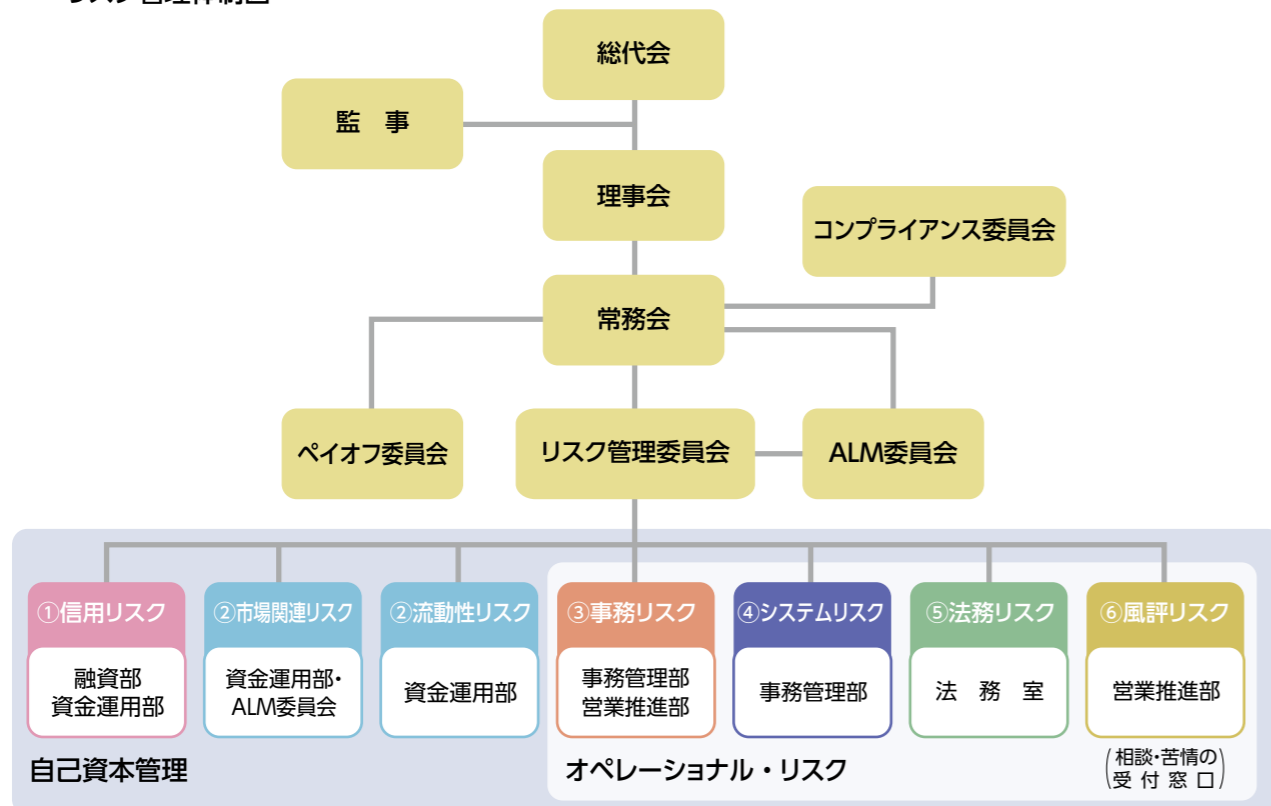 リスク管理体制図
総代会
監　事
理事会
コンプライアンス委員会
常務会
ペイオフ委員会
リスク管理委員会
ALM委員会
①信用リスク
融資部
資金運用部
②市場関連リスク
資金運用部・
ALM委員会
②流動性リスク
資金運用部
③事務リスク
事務管理部
営業推進部
④システムリスク
事務管理部
⑤法務リスク
法　務　室
⑥風評リスク
営業推進部
(相談・苦情の
受 付 窓 口)
自己資本管理
オペレーショナル・リスク